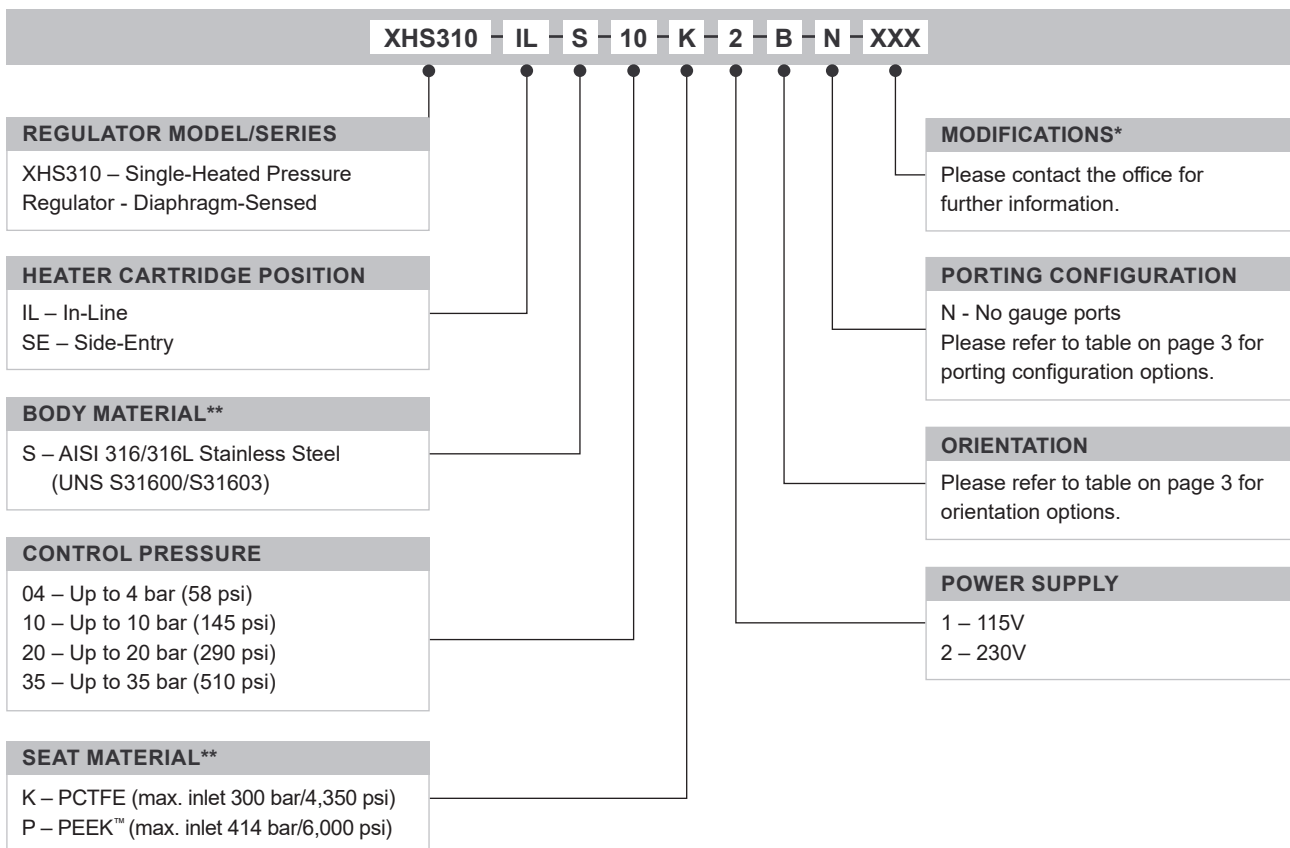 XHS310 – IL – S – 10 – K – 2 – B – N – XXX
REGULATOR MODEL/SERIES
XHS310 – Single-Heated Pressure
Regulator - Diaphragm-Sensed
HEATER CARTRIDGE POSITION
IL – In-Line
SE – Side-Entry
BODY MATERIAL**
S – AISI 316/316L Stainless Steel
(UNS S31600/S31603)
CONTROL PRESSURE
04 – Up to 4 bar (58 psi)
10 – Up to 10 bar (145 psi)
20 – Up to 20 bar (290 psi)
35 – Up to 35 bar (510 psi)
SEAT MATERIAL**
K – PCTFE (max. inlet 300 bar/4,350 psi)
P – PEEK™ (max. inlet 414 bar/6,000 psi)
MODIFICATIONS*
Please contact the office for
further information.
PORTING CONFIGURATION
N - No gauge ports
Please refer to table on page 3 for
porting configuration options.
ORIENTATION
Please refer to table on page 3 for
orientation options.
POWER SUPPLY
1 – 115V
2 – 230V